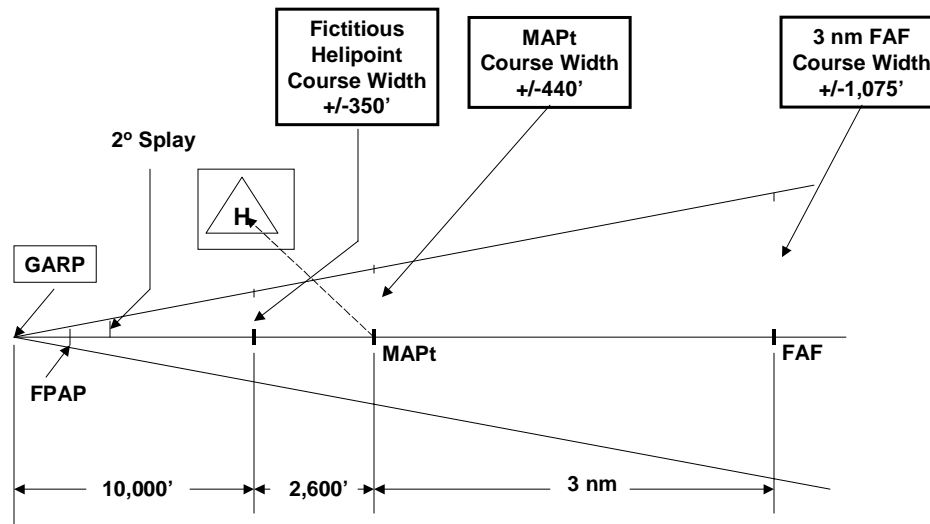 Fictitious
Helipoint
Course Width
+/-350’
MAPt
Course Width
+/-440’
3 nm FAF
Course Width
+/-1,075’
2º Splay
H
GARP
FPAP
MAPt
FAF
10,000’
2,600’
3 nm